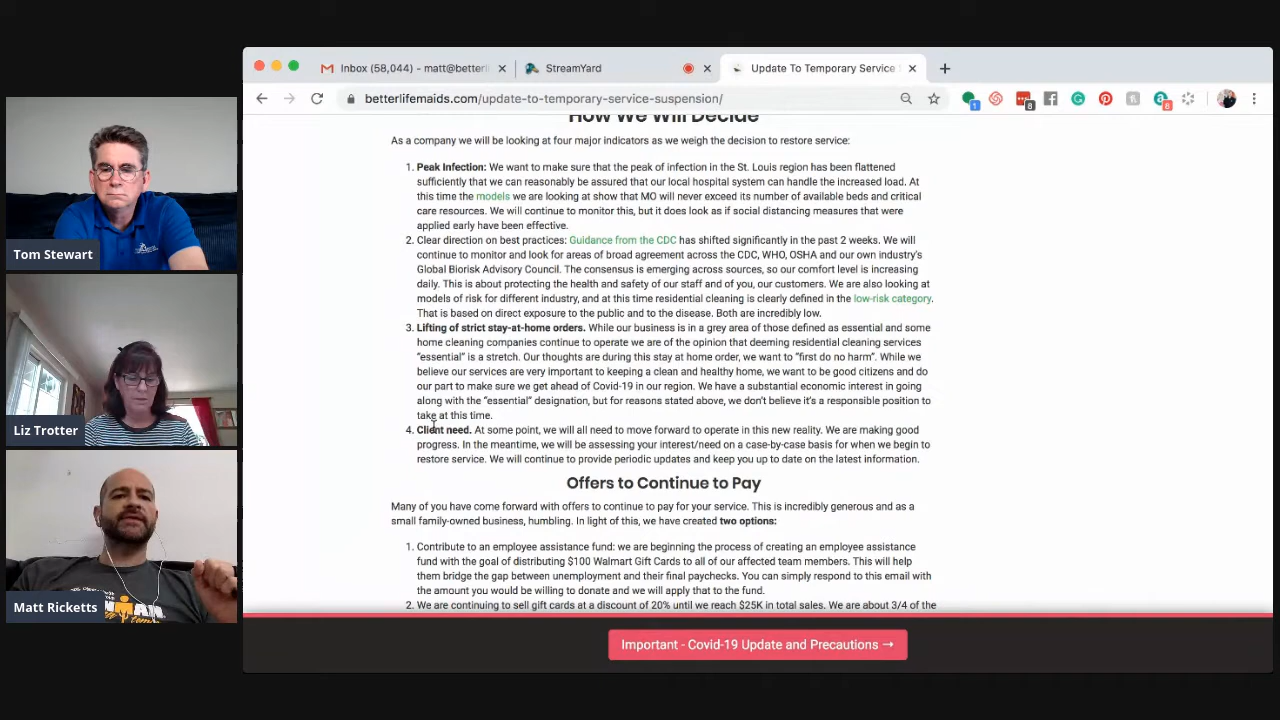 Inbox (58,044) - matt@betterli
StreamYard
Update To Temporary Service
betterlifemaids.com/update-to-temporary-service-suspension/
1
8
8
How We Will Decide
As a company we will be looking at four major indicators as we weigh the decision to restore service:
1. Peak Infection: We want to make sure that the peak of infection in the St. Louis region has been flattened
sufficiently that we can reasonably be assured that our local hospital system can handle the increased load. At
this time the models we are looking at show that MO will never exceed its number of available beds and critical
care resources. We will continue to monitor this, but it does look as if social distancing measures that were
applied early have been effective.
2. Clear direction on best practices: Guidance from the CDC has shifted significantly in the past 2 weeks. We will
continue to monitor and look for areas of broad agreement across the CDC, WHO, OSHA and our own industry's
Global Biorisk Advisory Council. The consensus is emerging across sources, so our comfort level is increasing
daily. This is about protecting the health and safety of our staff and of you, our customers. We are also looking at
models of risk for different industry, and at this time residential cleaning is clearly defined in the low-risk category.
That is based on direct exposure to the public and to the disease. Both are incredibly low.
3. Lifting of strict stay-at-home orders. While our business is in a grey area of those defined as essential and some
home cleaning companies continue to operate we are of the opinion that deeming residential cleaning services
"essential" is a stretch. Our thoughts are during this stay at home order, we want to "first do no harm". While we
believe our services are very important to keeping a clean and healthy home, we want to be good citizens and do
our part to make sure we get ahead of Covid-19 in our region. We have a substantial economic interest in going
along with the "essential" designation, but for reasons stated above, we don't believe it's a responsible position to
take at this time.
4. Client need. At some point, we will all need to move forward to operate in this new reality. We are making good
progress. In the meantime, we will be assessing your interest/need on a case-by-case basis for when we begin to
restore service. We will continue to provide periodic updates and keep you up to date on the latest information.
Offers to Continue to Pay
Many of you have come forward with offers to continue to pay for your service. This is incredibly generous and as a
small family-owned business, humbling. In light of this, we have created two options:
1. Contribute to an employee assistance fund: we are beginning the process of creating an employee assistance
fund with the goal of distributing $100 Walmart Gift Cards to all of our affected team members. This will help
them bridge the gap between unemployment and their final paychecks. You can simply respond to this email with
the amount you would be willing to donate and we will apply that to the fund.
2. We are continuing to sell gift cards at a discount of 20% until we reach $25K in total sales. We are about 3/4 of the
Important - Covid-19 Update and Precautions →
Tom Stewart
Liz Trotter
Matt Ricketts